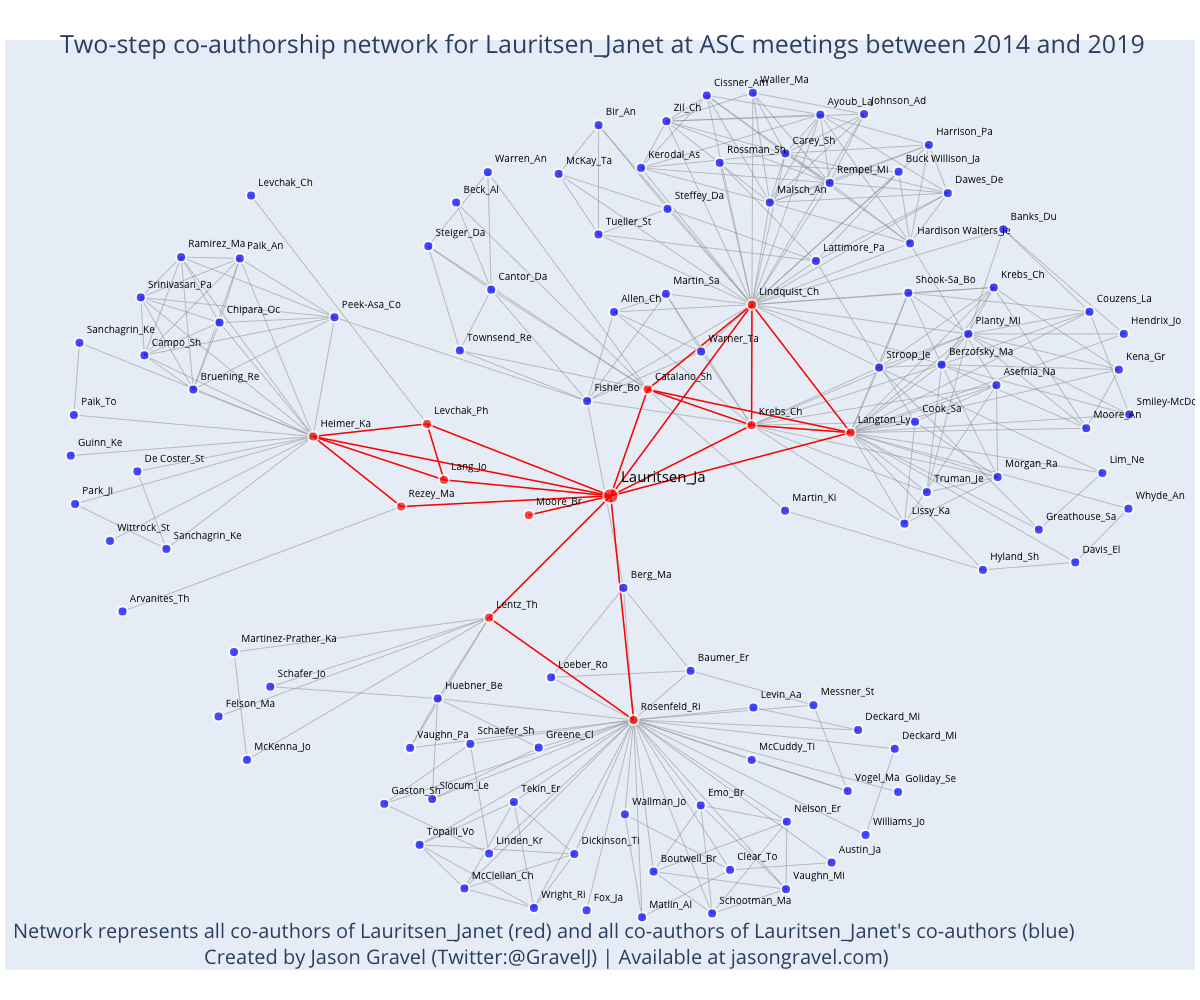 Two-step co-authorship network for Lauritsen_Janet at ASC meetings between 2014 and 2019
Cissner_Am
Waller_Ma
Zil_Ch
Ayoub_La
Johnson_Ad
Bir_An
Carey_Sh
Harrison_Pa
McKay_Ta
Kerodal_As
Rossman_Sh
Rempel_Mi
Buck Willison_Ja
Warren_An
Levchak_Ch
Beck_Al
Steffey_Da
Malsch_An
Dawes_De
Tueller_St
Banks_Du
Steiger_Da
Hardison Walters_Je
Ramirez_Ma
Paik_An
Lattimore_Pa
Srinivasan_Pa
Cantor_Da
Martin_Sa
Lindquist_Ch
Shook-Sa_Bo
Krebs_Ch
Chipara_Oc
Peek-Asa_Co
Allen_Ch
Couzens_La
Sanchagrin_Ke
Campo_Sh
Townsend_Re
Warner_Ta
Planty_Mi
Hendrix_Jo
Stroop_Je
Berzofsky_Ma
Kena_Gr
Bruening_Re
Fisher_Bo
Catalano_Sh
Asefnia_Na
Paik_To
Levchak_Ph
Krebs_Ch
Langton_Ly
Cook_Sa
Moore_An
Smiley-McDo
Heimer_Ka
Guinn_Ke
De Coster_St
Lang_Jo
Lauritsen_Ja
Morgan_Ra
Lim_Ne
Park_Ji
Rezey_Ma
Moore_Br
Martin_Ki
Truman_Je
Whyde_An
Wittrock_St
Sanchagrin_Ke
Lissy_Ka
Greathouse_Sa
Hyland_Sh
Davis_El
Berg_Ma
Arvanites_Th
Lentz_Th
Martinez-Prather_Ka
Schafer_Jo
Loeber_Ro
Baumer_Er
Felson_Ma
Huebner_Be
Rosenfeld_Ri
Levin_Aa
Messner_St
Deckard_Mi
McKenna_Jo
Vaughn_Pa
Schaefer_Sh
Greene_Cl
McCuddy_Ti
Deckard_Mi
Gaston_Sh
Slocum_Le
Tekin_Er
Wallman_Jo
Emo_Br
Vogel_Ma
Goliday_Se
Nelson_Er
Topalli_Vo
Linden_Kr
Dickinson_Ti
Williams_Jo
Boutwell_Br
Clear_To
Austin_Ja
McClellan_Ch
Vaughn_Mi
Wright_Ri
Fox_Ja
Matlin_Al
Schootman_Ma
Network represents all co-authors of Lauritsen_Janet (red) and all co-authors of Lauritsen_Janet's co-authors (blue)
Created by Jason Gravel (Twitter:@GravelJ) | Available at jasongravel.com)